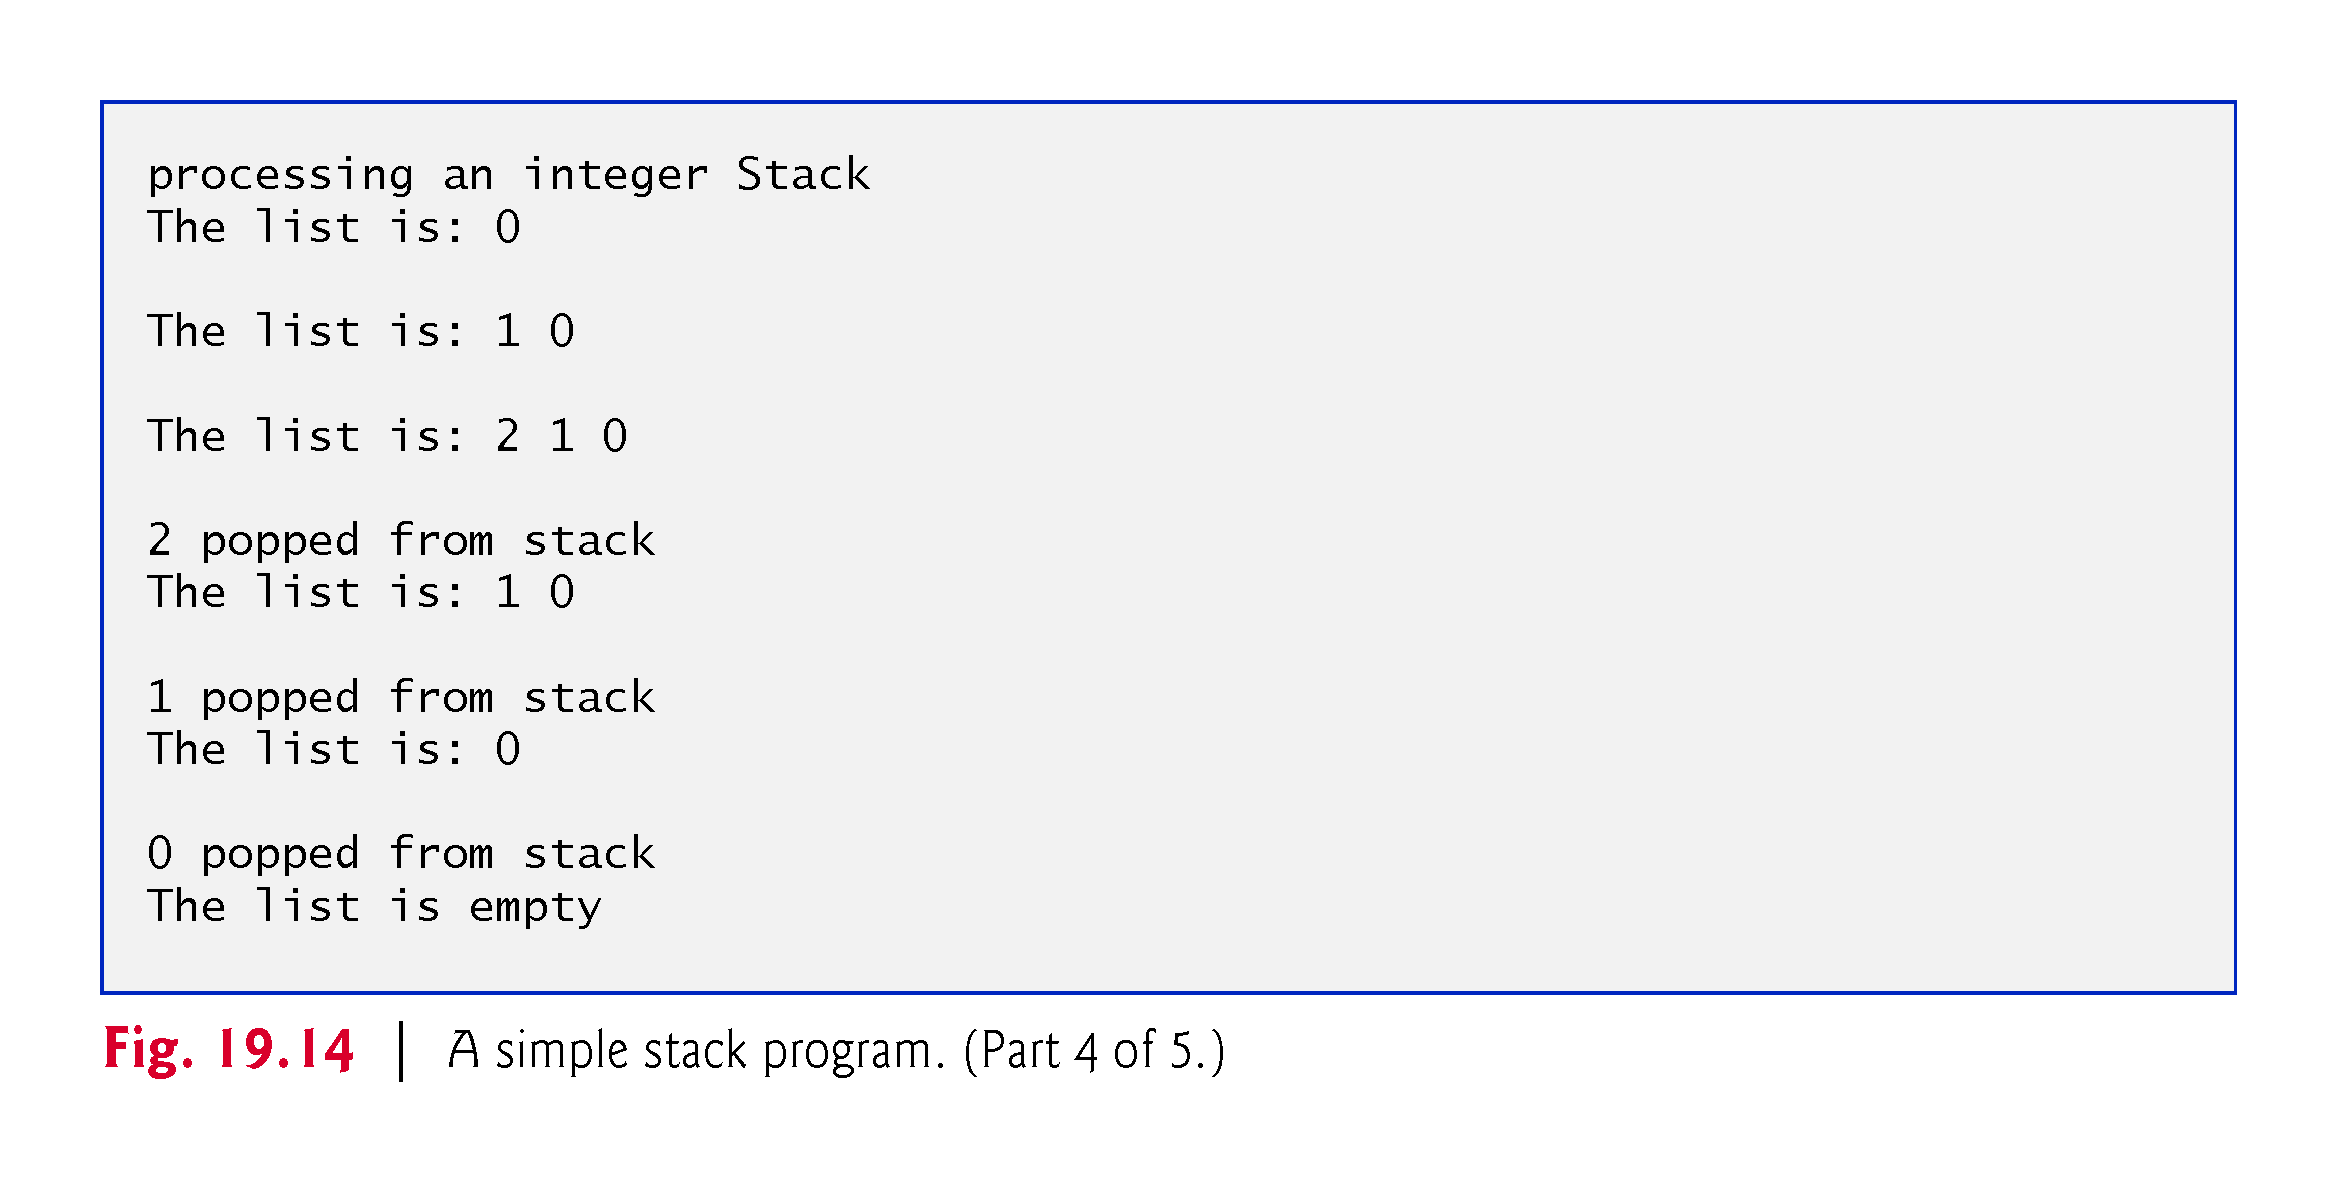 processing an integer Stack
The list is: 0
The list is: 1 0
The list is: 2 1 0
2 popped from stack
The list is: 1 0
1 popped from stack
The list is: 0
0 popped from stack
The list is empty
Fig. 19.14 | A simple stack program. (Part 4 of 5.)